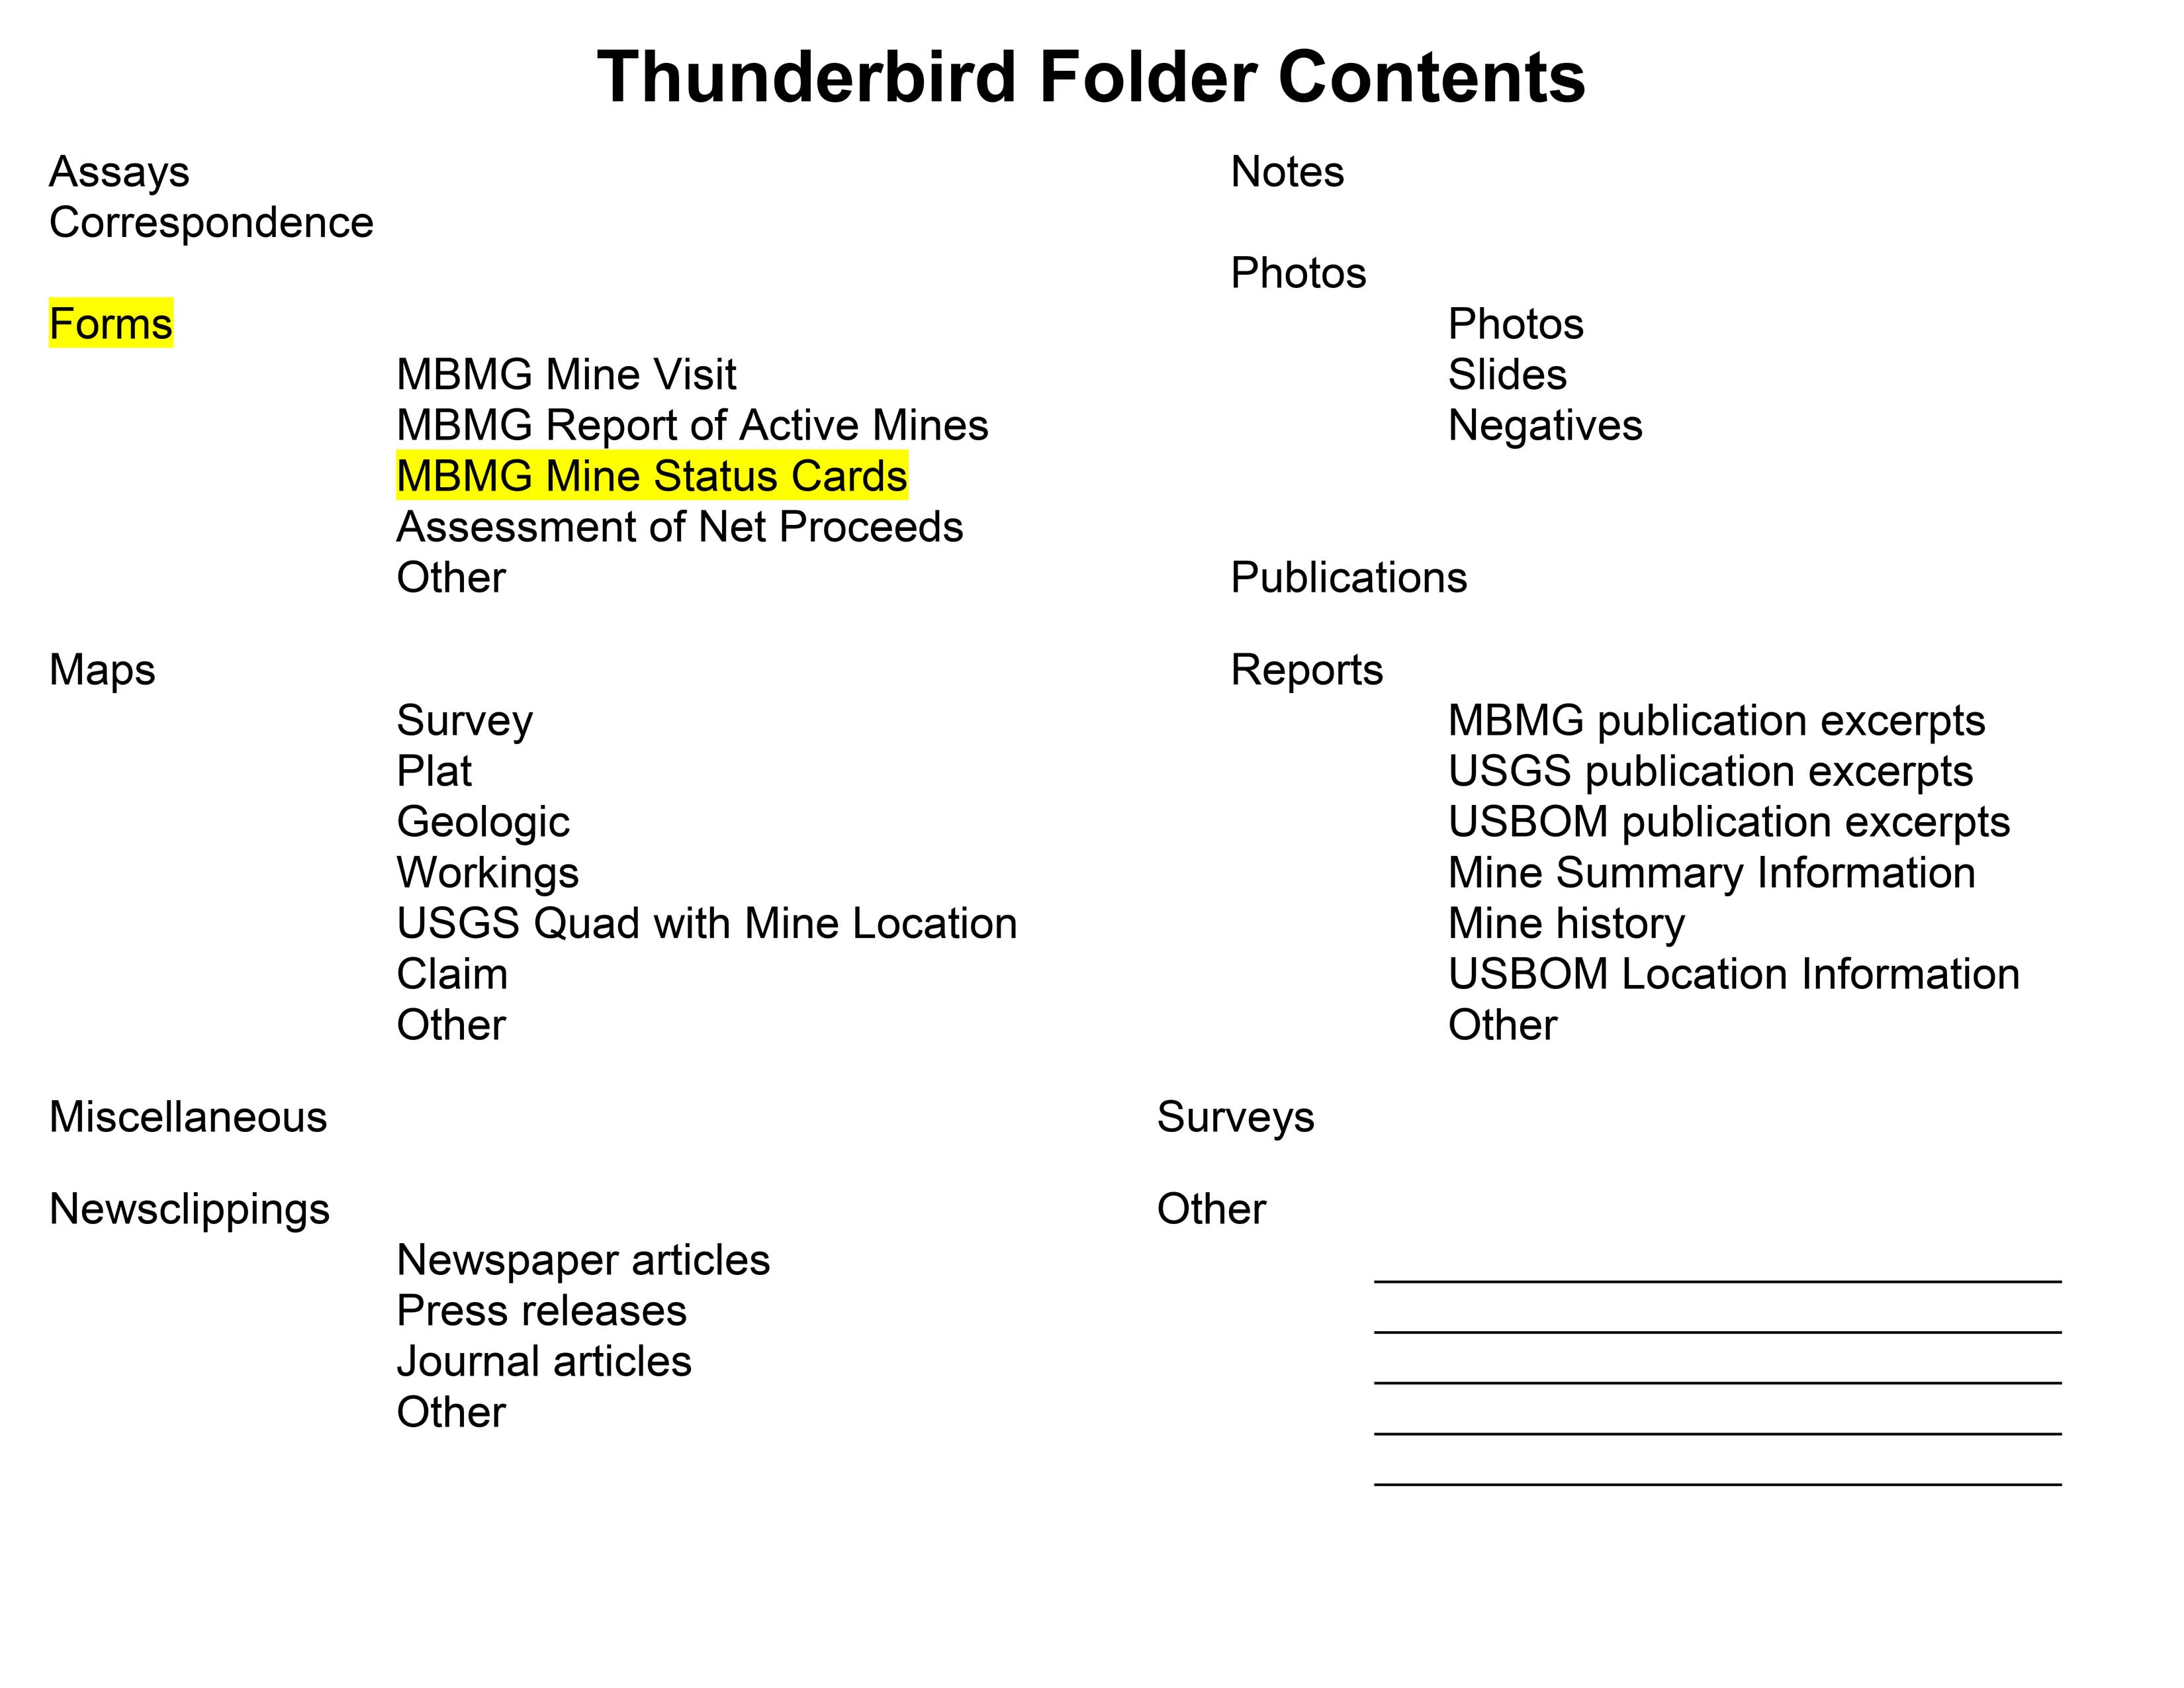 Thunderbird Folder Contents
Assays
Correspondence
Forms
MBMG Mine Visit
MBMG Report of Active Mines
MBMG Mine Status Cards
Assessment of Net Proceeds
Other
Maps
Survey
Plat
Geologic
Workings
USGS Quad with Mine Location
Claim
Other
Miscellaneous
Newsclippings
Newspaper articles
Press releases
Journal articles
Other
Notes
Photos
Photos
Slides
Negatives
Publications
Reports
MBMG publication excerpts
USGS publication excerpts
USBOM publication excerpts
Mine Summary Information
Mine history
USBOM Location Information
Other
Surveys
Other